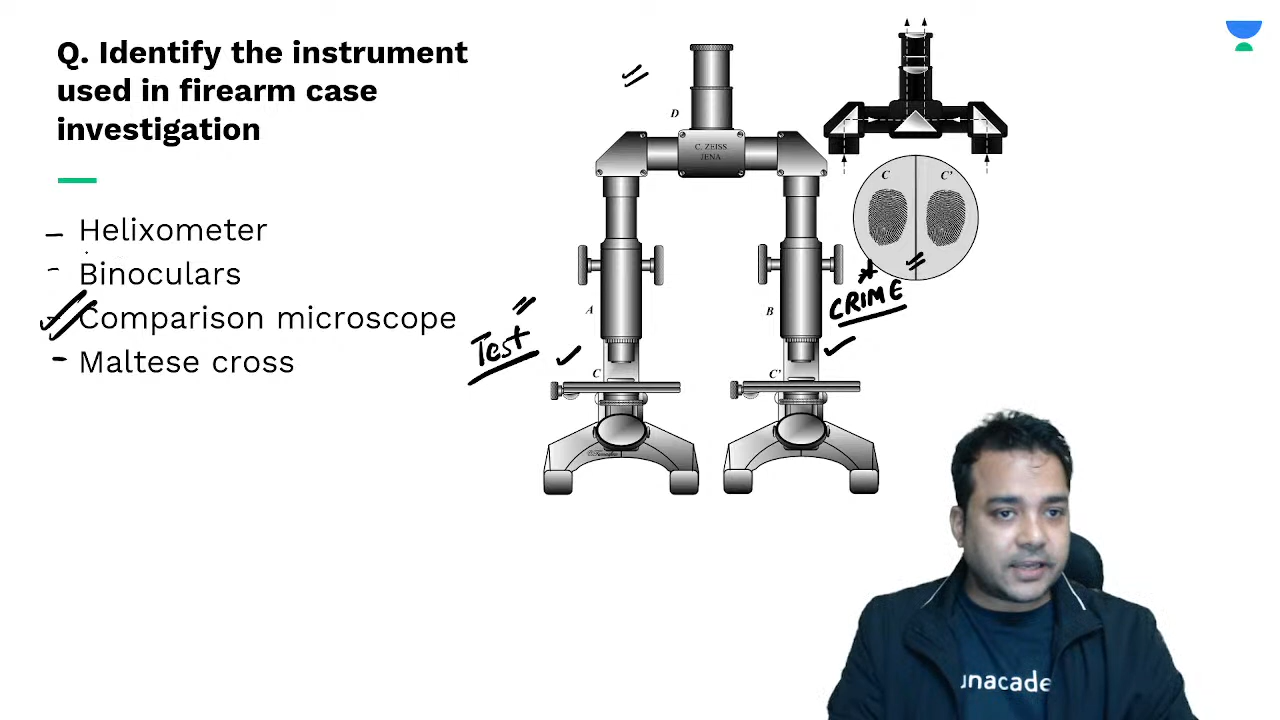 Q. Identify the instrument
used in firearm case
investigation
Helixometer
Binoculars
Comparison microscope
Maltese cross
D
C. ZEISS
JENA
A
B
C
C'
C
C'
Test
CRIME
unacade